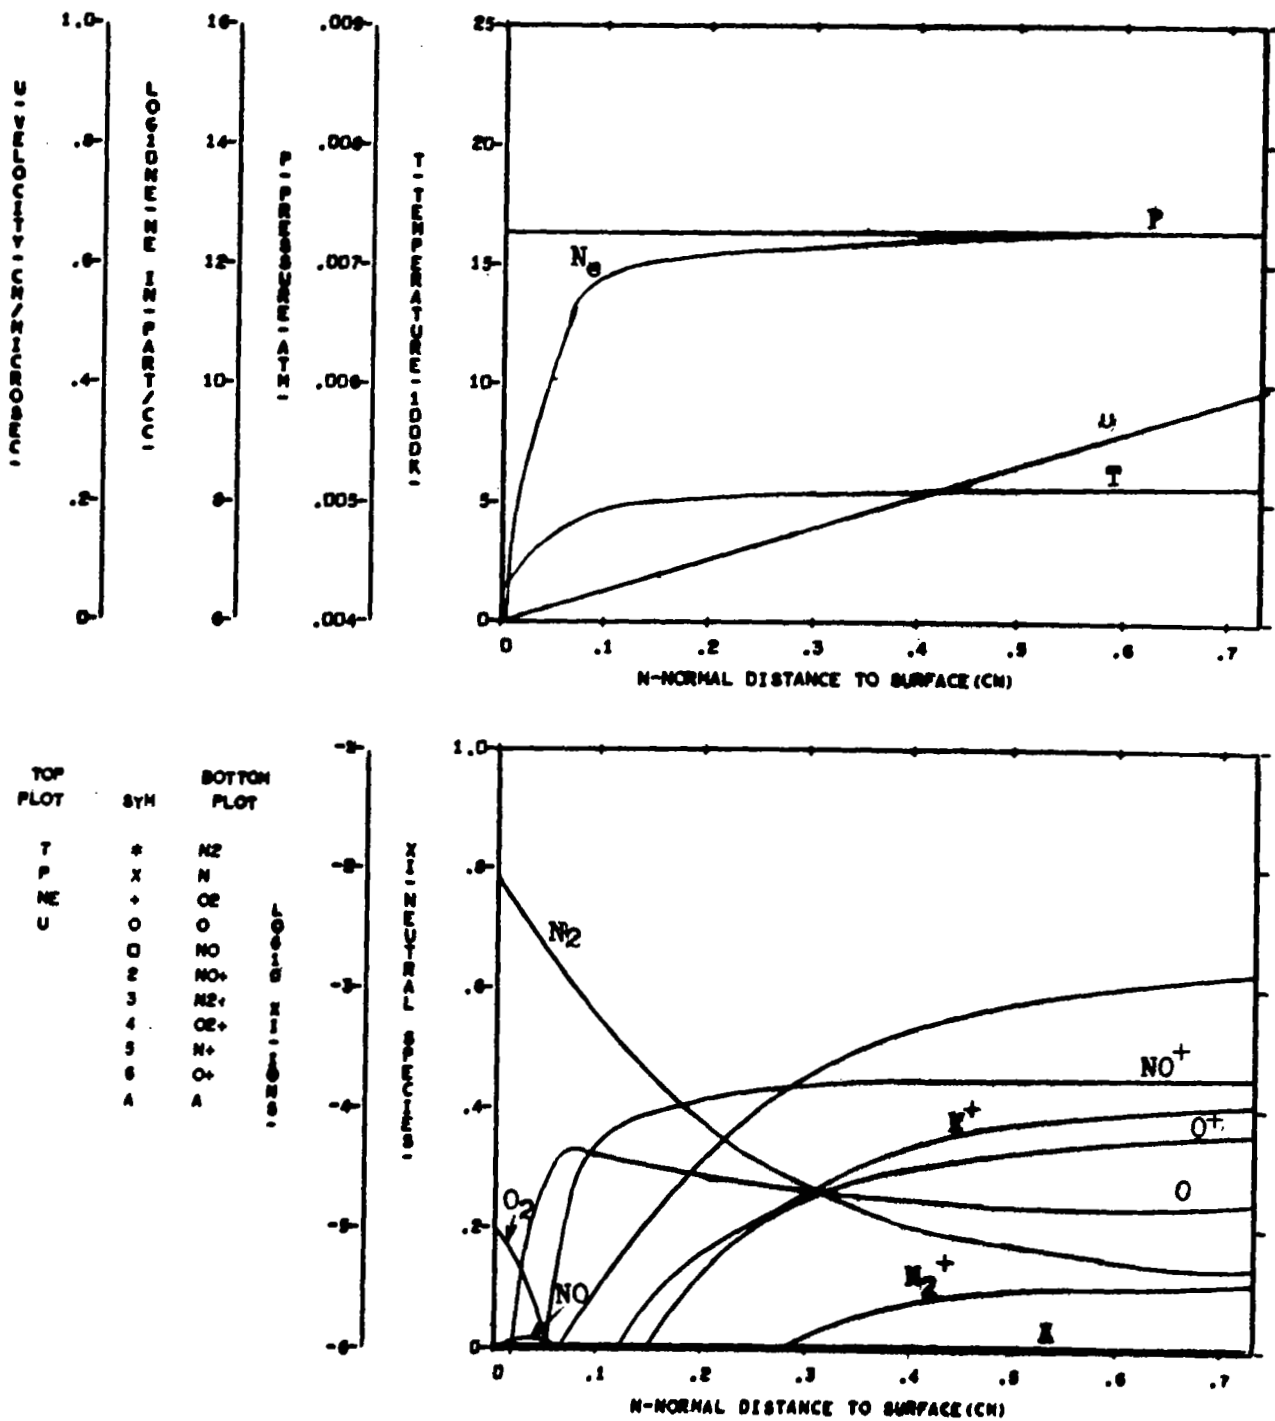 U-VELOCITY(CM/MICROSEC)
1.0-
.8-
.6-
.4-
.2-
0-
LOG10NE-NE IN(PART/CC)
16-
14-
12-
10-
8-
6-
P-PRESSURE(ATM)
.009-
.008-
.007-
.006-
.005-
.004-
T-TEMPERATURE-1000K
25
20-
15-
10-
5-
0-
Ne
P
U
T
0 .1 .2 .3 .4 .5 .6 .7
N-NORMAL DISTANCE TO SURFACE(CM)
TOP PLOT SYM BOTTOM PLOT
T * N2
P X N
NE + O2
U O O
□ NO
2 NO+
3 N2+
4 O2+
5 N+
6 O+
A A
LOG10 XI-IONS
-3-
-4-
-5-
-6-
XI-NEUTRAL SPECIES
1.0-
.8-
.6-
.4-
.2-
0-
N2
NO+
N+
O+
O
O2
NO
N2+
0 .1 .2 .3 .4 .5 .6 .7
N-NORMAL DISTANCE TO SURFACE(CM)